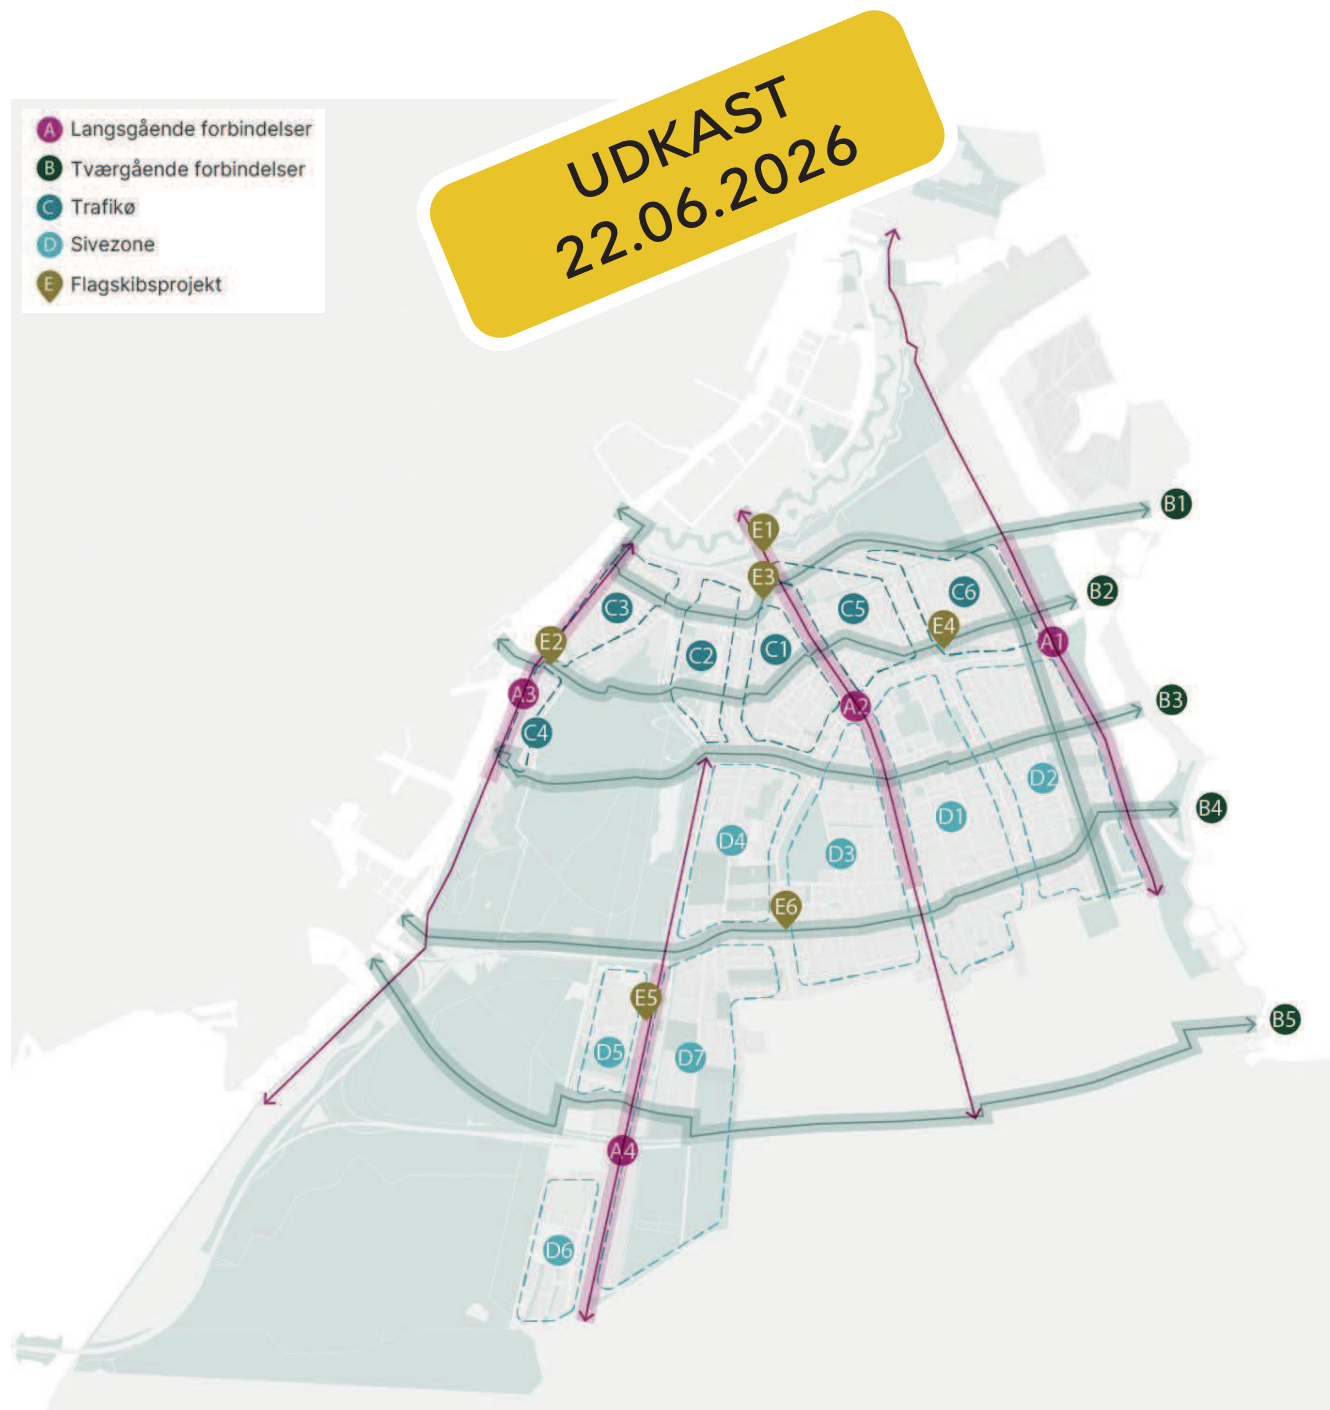 UDKAST
22.06.2026
A Langsgående forbindelser
B Tværgående forbindelser
C Trafikø
D Sivezone
E Flagskibsprojekt
B1
E1
E3
B2
C6
C3
C5
E4
E2
A1
C1
C2
A3
B3
A2
C4
D2
B4
D1
D4
D3
E6
E5
B5
D5
D7
A4
D6